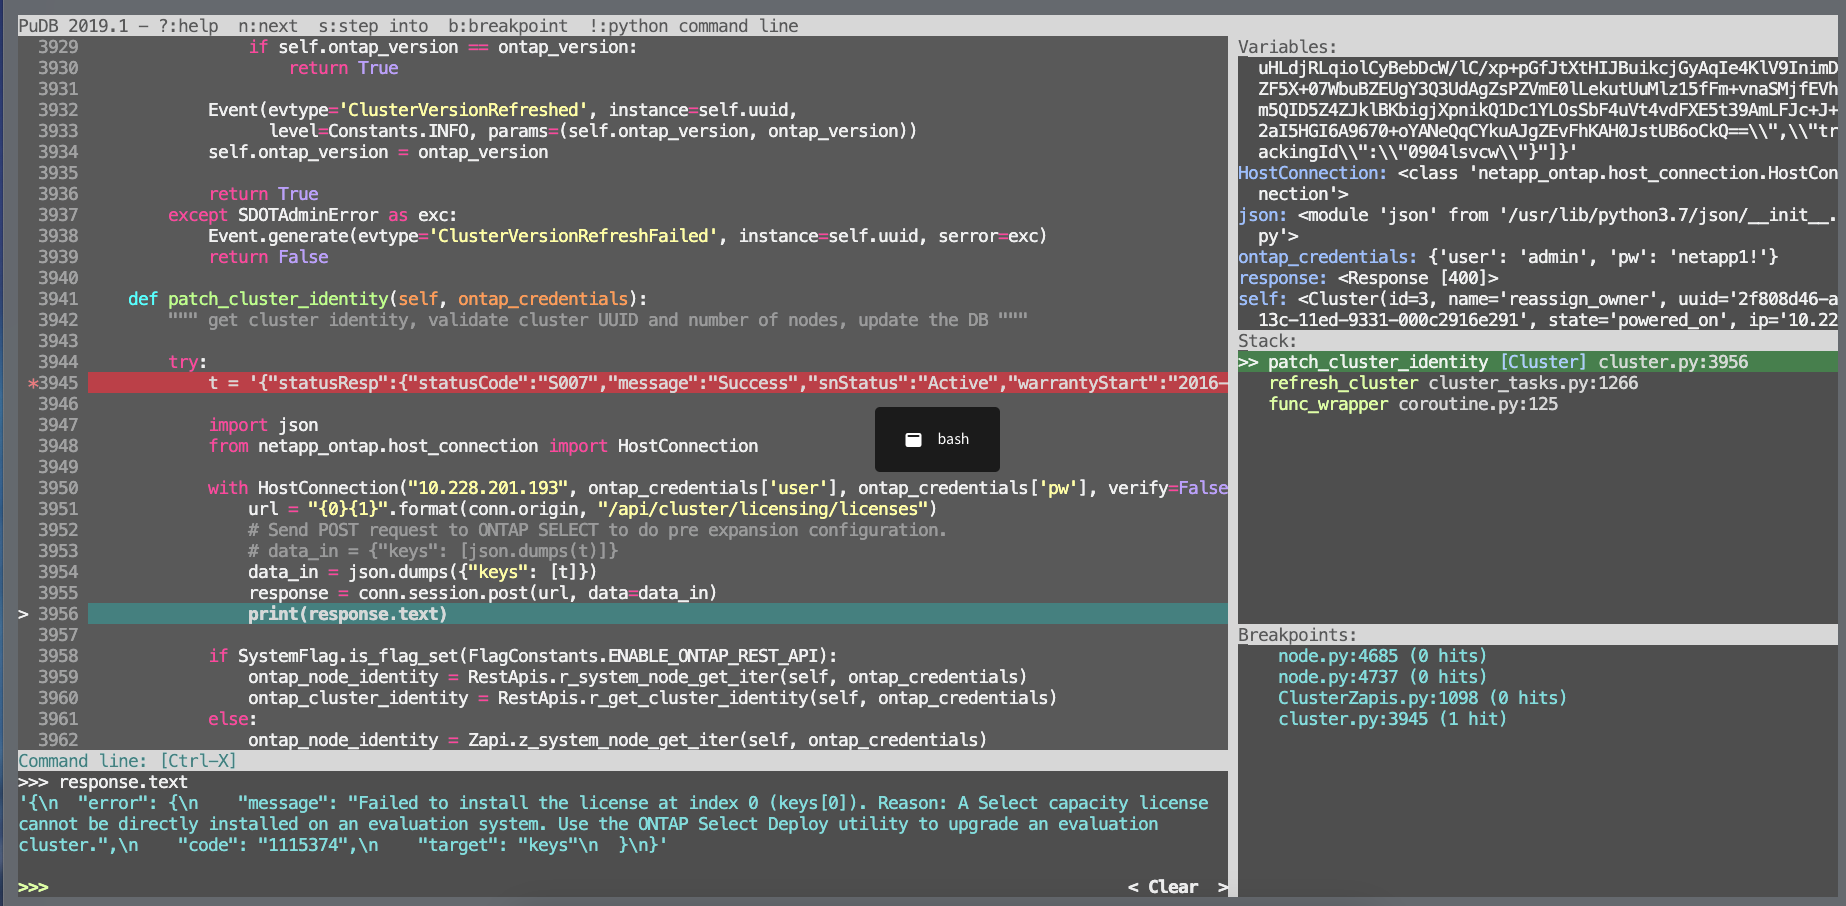 PuDB 2019.1 - ?:help  n:next  s:step into  b:breakpoint  !:python command line
3929                 if self.ontap_version == ontap_version:
3930                     return True
3931
3932             Event(evtype='ClusterVersionRefreshed', instance=self.uuid,
3933                   level=Constants.INFO, params=(self.ontap_version, ontap_version))
3934             self.ontap_version = ontap_version
3935
3936             return True
3937         except SDOTAdminError as exc:
3938             Event.generate(evtype='ClusterVersionRefreshFailed', instance=self.uuid, serror=exc)
3939             return False
3940
3941     def patch_cluster_identity(self, ontap_credentials):
3942         """ get cluster identity, validate cluster UUID and number of nodes, update the DB """
3943
3944         try:
*3945             t = '{"statusResp":{"statusCode":"S007","message":"Success","snStatus":"Active","warrantyStart":"2016-
3946
3947             import json
3948             from netapp_ontap.host_connection import HostConnection
3949
3950             with HostConnection("10.228.201.193", ontap_credentials['user'], ontap_credentials['pw'], verify=False
3951                 url = "{0}{1}".format(conn.origin, "/api/cluster/licensing/licenses")
3952                 # Send POST request to ONTAP SELECT to do pre expansion configuration.
3953                 # data_in = {"keys": [json.dumps(t)]}
3954                 data_in = json.dumps({"keys": [t]})
3955                 response = conn.session.post(url, data=data_in)
> 3956                 print(response.text)
3957
3958             if SystemFlag.is_flag_set(FlagConstants.ENABLE_ONTAP_REST_API):
3959                 ontap_node_identity = RestApis.r_system_node_get_iter(self, ontap_credentials)
3960                 ontap_cluster_identity = RestApis.r_get_cluster_identity(self, ontap_credentials)
3961             else:
3962                 ontap_node_identity = Zapi.z_system_node_get_iter(self, ontap_credentials)
bash
Command line: [Ctrl-X]
>>> response.text
'{\n  "error": {\n    "message": "Failed to install the license at index 0 (keys[0]). Reason: A Select capacity license
cannot be directly installed on an evaluation system. Use the ONTAP Select Deploy utility to upgrade an evaluation
cluster.",\n    "code": "1115374",\n    "target": "keys"\n  }\n}'
>>>
< Clear  >
Variables:
uHLdjRLqiolCyBebDcW/lC/xp+pGfJtXtHIJBuikcjGyAqIe4KlV9InimD
ZF5X+07WbuBZEUgY3Q3UdAgZsPZVmE0lLekutUuMlz15fFm+vnaSMjfEVh
m5QID5Z4ZJklBKbigjXpnikQ1Dc1YLOsSbF4uVt4vdFXE5t39AmLFJc+J+
2aI5HGI6A9670+oYANeQqCYkuAJgZEvFhKAH0JstUB6oCkQ==\\",\\"tr
ackingId\\":\\"0904lsvcw\\"}"]}'
HostConnection: <class 'netapp_ontap.host_connection.HostCon
nection'>
json: <module 'json' from '/usr/lib/python3.7/json/__init__.
py'>
ontap_credentials: {'user': 'admin', 'pw': 'netapp1!'}
response: <Response [400]>
self: <Cluster(id=3, name='reassign_owner', uuid='2f808d46-a
13c-11ed-9331-000c2916e291', state='powered_on', ip='10.22
Stack:
>> patch_cluster_identity [Cluster] cluster.py:3956
refresh_cluster cluster_tasks.py:1266
func_wrapper coroutine.py:125
Breakpoints:
node.py:4685 (0 hits)
node.py:4737 (0 hits)
ClusterZapis.py:1098 (0 hits)
cluster.py:3945 (1 hit)